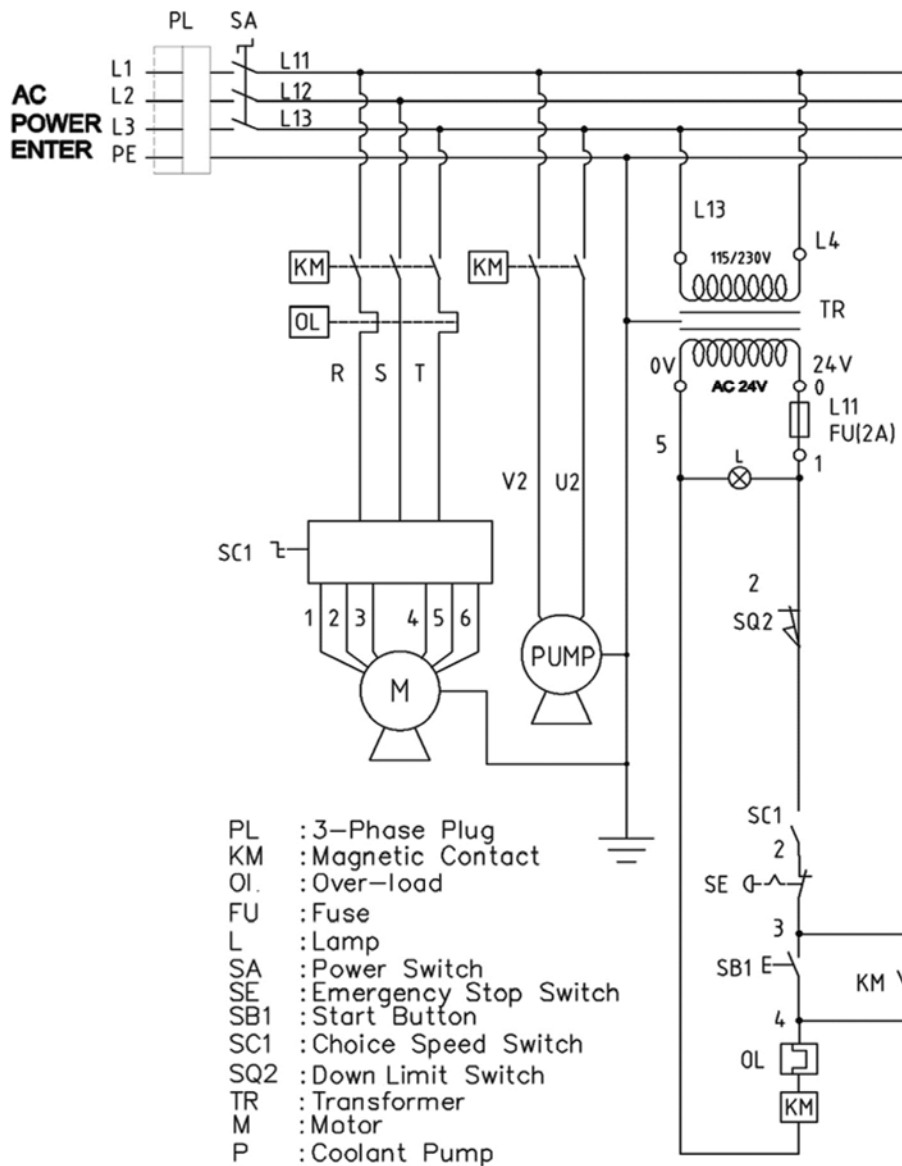 PL SA
L1 L11
L2 L12
L3 L13
PE
AC
POWER
ENTER
L13
L4
KM KM
115/230V
OL
TR
R S T
0V
AC 24V
24V
0
L11
FU(2A)
5
1
L
V2 U2
SC1
2
SQ2
1 2 3 4 5 6
PUMP
M
SC1
2
SE
3
SB1 E
KM
4
OL
KM
PL :3-Phase Plug
KM :Magnetic Contact
Ol. :Over-load
FU :Fuse
L :Lamp
SA :Power Switch
SE :Emergency Stop Switch
SB1 :Start Button
SC1 :Choice Speed Switch
SQ2 :Down Limit Switch
TR :Transformer
M :Motor
P :Coolant Pump